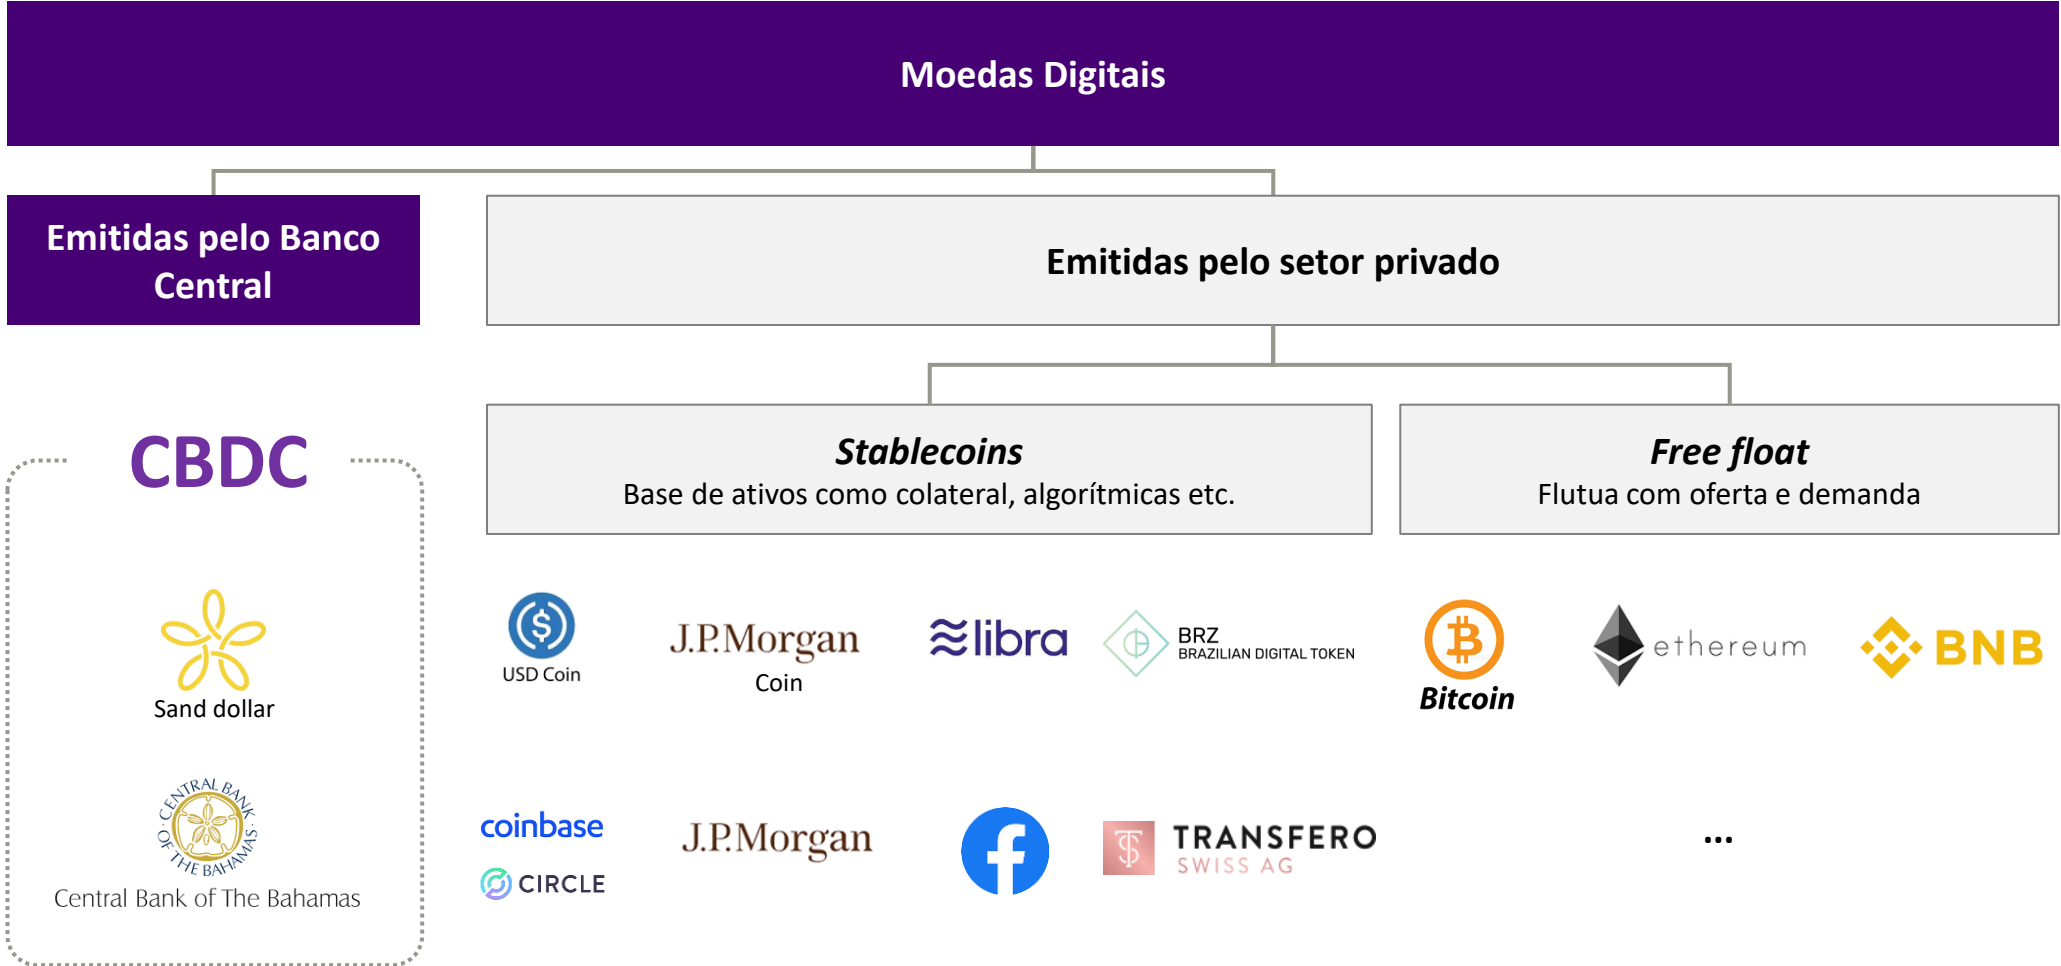 Moedas Digitais
Emitidas pelo Banco
Central
Emitidas pelo setor privado
CBDC
Stablecoins
Base de ativos como colateral, algorítmicas etc.
Free float
Flutua com oferta e demanda
Sand dollar
CENTRAL BANK OF THE BAHAMAS
Central Bank of The Bahamas
USD Coin
J.P.Morgan
Coin
libra
BRZ
BRAZILIAN DIGITAL TOKEN
Bitcoin
ethereum
BNB
coinbase
CIRCLE
J.P.Morgan
TRANSFERO
SWISS AG
...